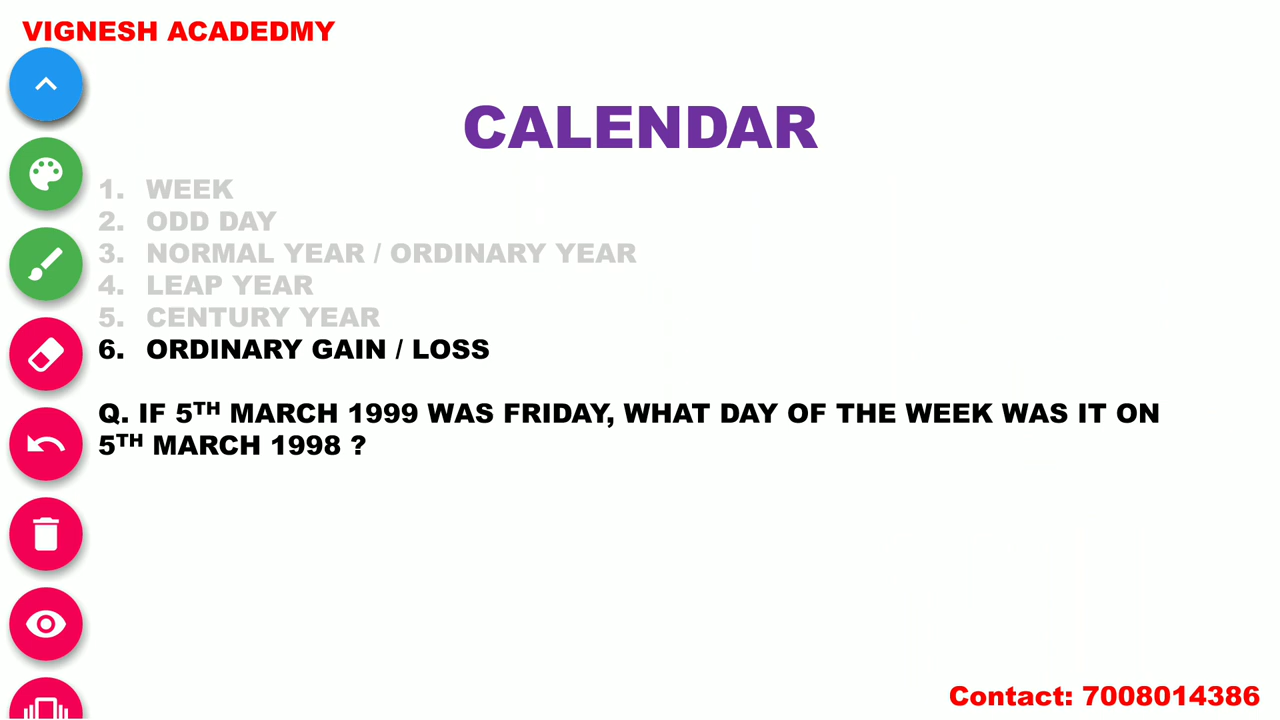 VIGNESH ACADEDMY
CALENDAR
1. WEEK
2. ODD DAY
3. NORMAL YEAR / ORDINARY YEAR
4. LEAP YEAR
5. CENTURY YEAR
6. ORDINARY GAIN / LOSS
Q. IF 5TH MARCH 1999 WAS FRIDAY, WHAT DAY OF THE WEEK WAS IT ON
5TH MARCH 1998 ?
Contact: 7008014386